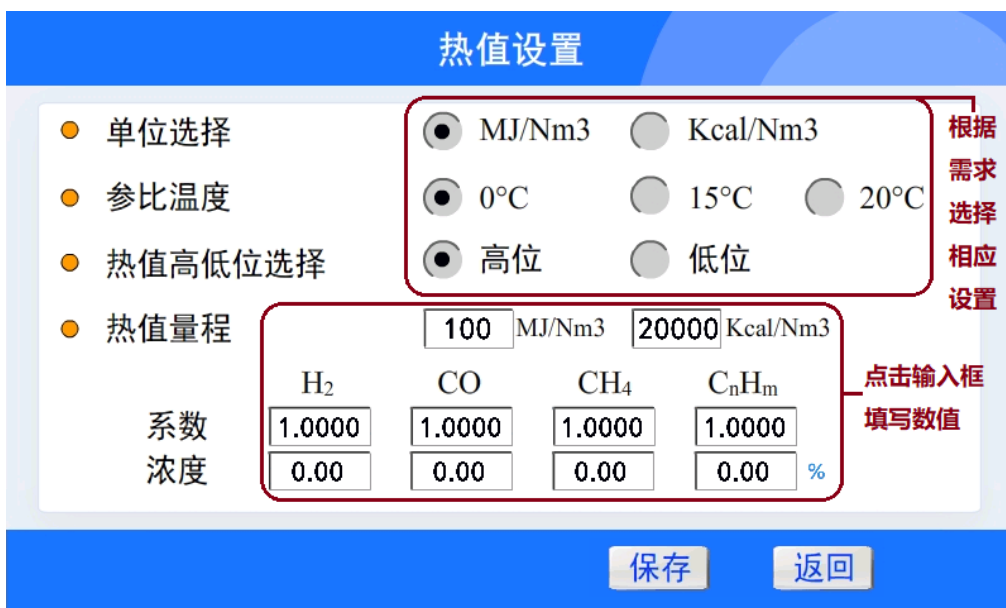 热值设置
单位选择 MJ/Nm3 Kcal/Nm3
参比温度 0°C 15°C 20°C
热值高低位选择 高位 低位
根据
需求
选择
相应
设置
热值量程 100 MJ/Nm3 20000 Kcal/Nm3
H₂ CO CH₄ CₙHₘ
系数 1.0000 1.0000 1.0000 1.0000
浓度 0.00 0.00 0.00 0.00 %
点击输入框
填写数值
保存 返回